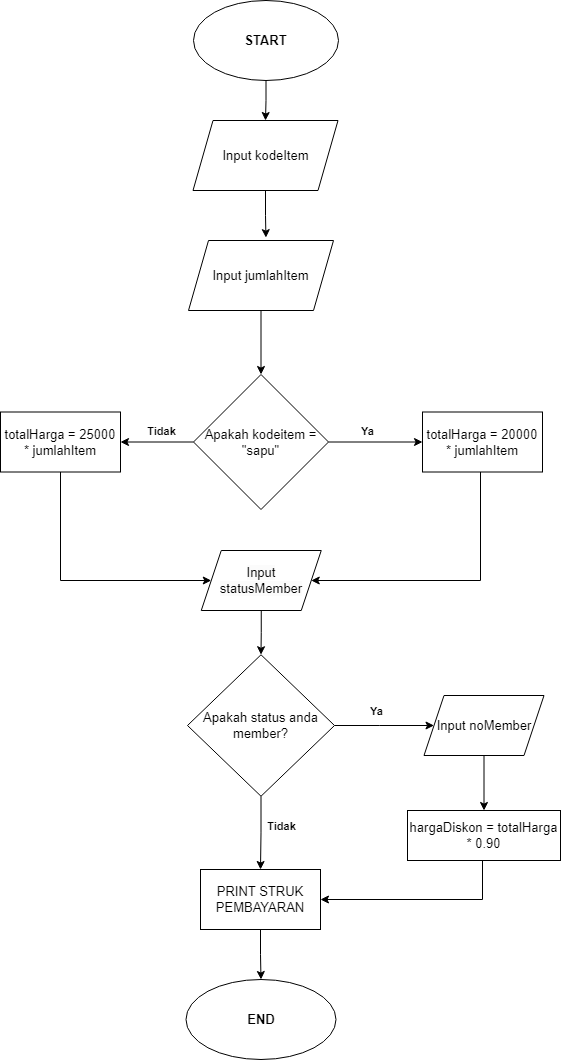 START
Input kodeItem
Input jumlahItem
Apakah kodeitem =
"sapu"
Tidak
totalHarga = 25000
* jumlahItem
Ya
totalHarga = 20000
* jumlahItem
Input
statusMember
Apakah status anda
member?
Ya
Input noMember
hargaDiskon = totalHarga
* 0.90
Tidak
PRINT STRUK
PEMBAYARAN
END